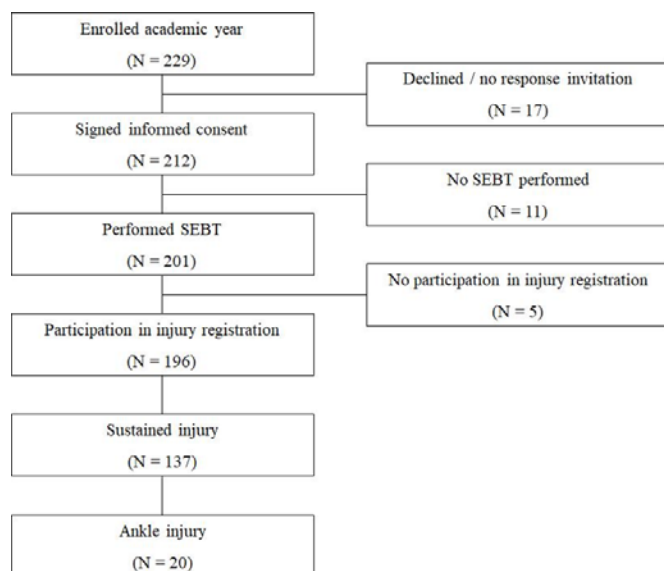 Enrolled academic year
(N = 229)
Declined / no response invitation
(N = 17)
Signed informed consent
(N = 212)
No SEBT performed
(N = 11)
Performed SEBT
(N = 201)
No participation in injury registration
(N = 5)
Participation in injury registration
(N = 196)
Sustained injury
(N = 137)
Ankle injury
(N = 20)